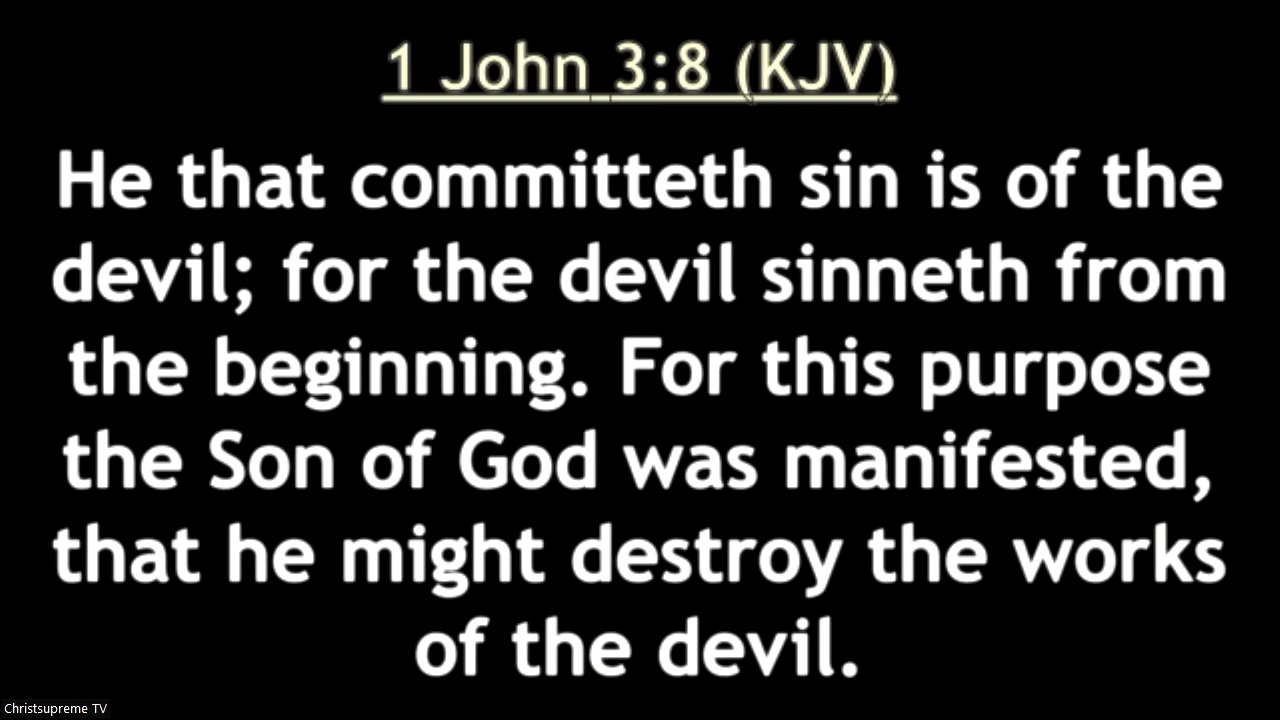 1 John 3:8 (KJV)
He that committeth sin is of the
devil; for the devil sinneth from
the beginning. For this purpose
the Son of God was manifested,
that he might destroy the works
of the devil.
Christsupreme TV